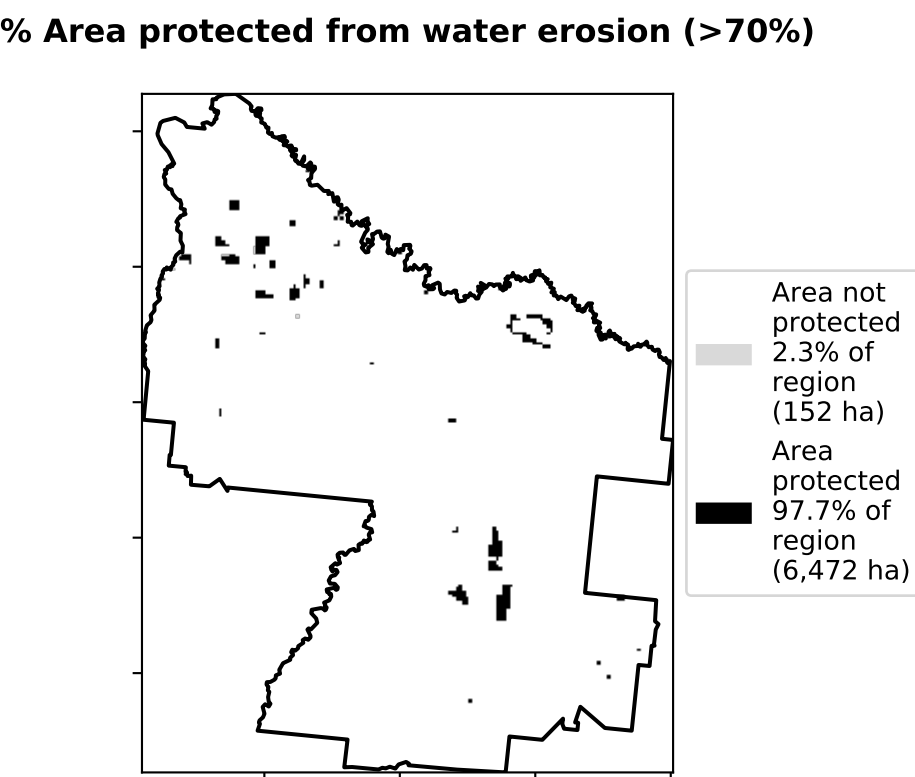 % Area protected from water erosion (>70%)
Area not
protected
2.3% of
region
(152 ha)
Area
protected
97.7% of
region
(6,472 ha)